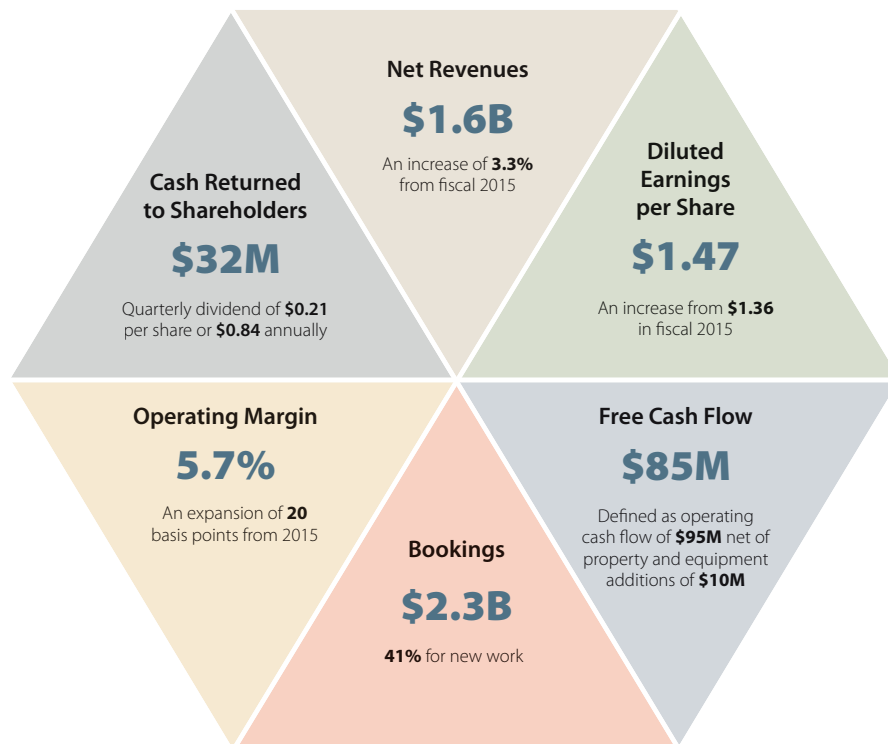 Net Revenues
$1.6B
An increase of 3.3%
from fiscal 2015
Diluted
Earnings
per Share
$1.47
An increase from $1.36
in fiscal 2015
Cash Returned
to Shareholders
$32M
Quarterly dividend of $0.21
per share or $0.84 annually
Operating Margin
5.7%
An expansion of 20
basis points from 2015
Bookings
$2.3B
41% for new work
Free Cash Flow
$85M
Defined as operating
cash flow of $95M net of
property and equipment
additions of $10M